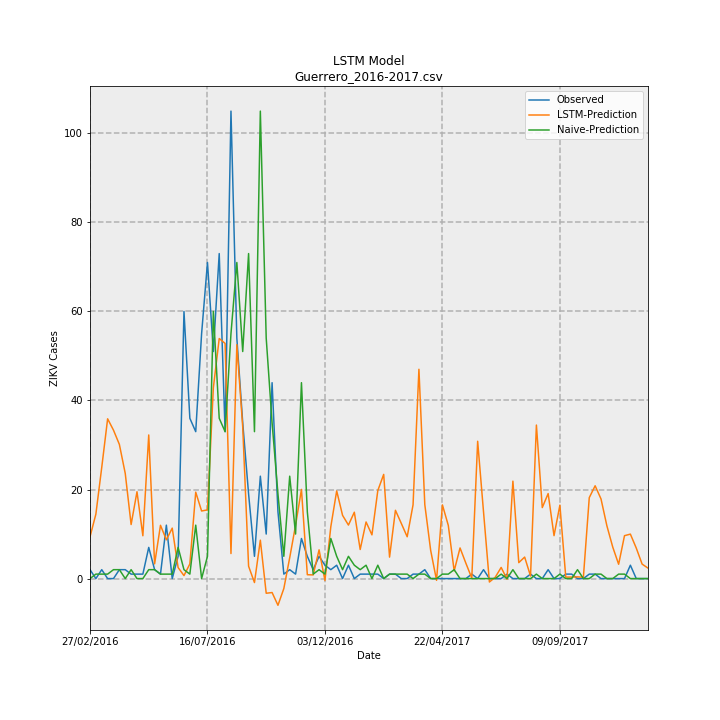 LSTM Model
Guerrero_2016-2017.csv
Observed
LSTM-Prediction
Naive-Prediction
100
80
60
40
20
0
ZIKV Cases
27/02/2016
16/07/2016
03/12/2016
22/04/2017
09/09/2017
Date